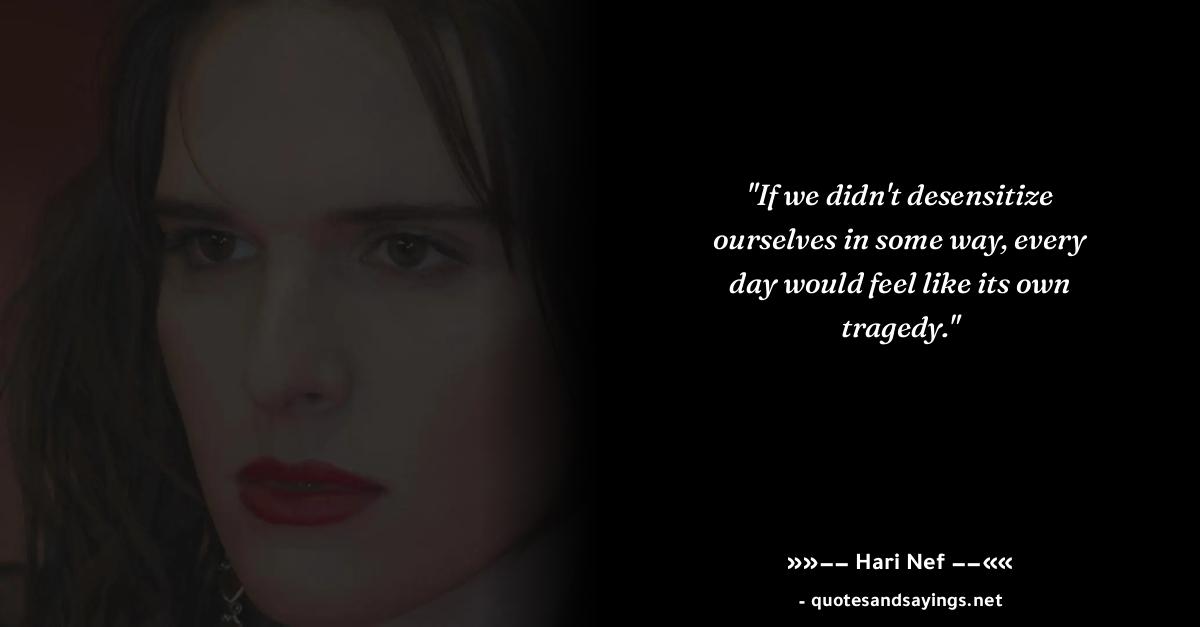 "If we didn't desensitize
ourselves in some way, every
day would feel like its own
tragedy."
»»–– Hari Nef ––««
- quotesandsayings.net